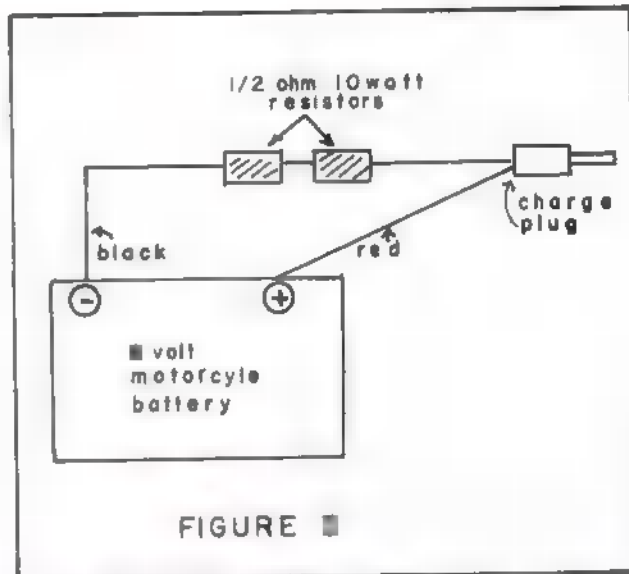 1/2 ohm 10watt
resistors
charge
plug
black
red
-
+
volt
motorcyle
battery
FIGURE